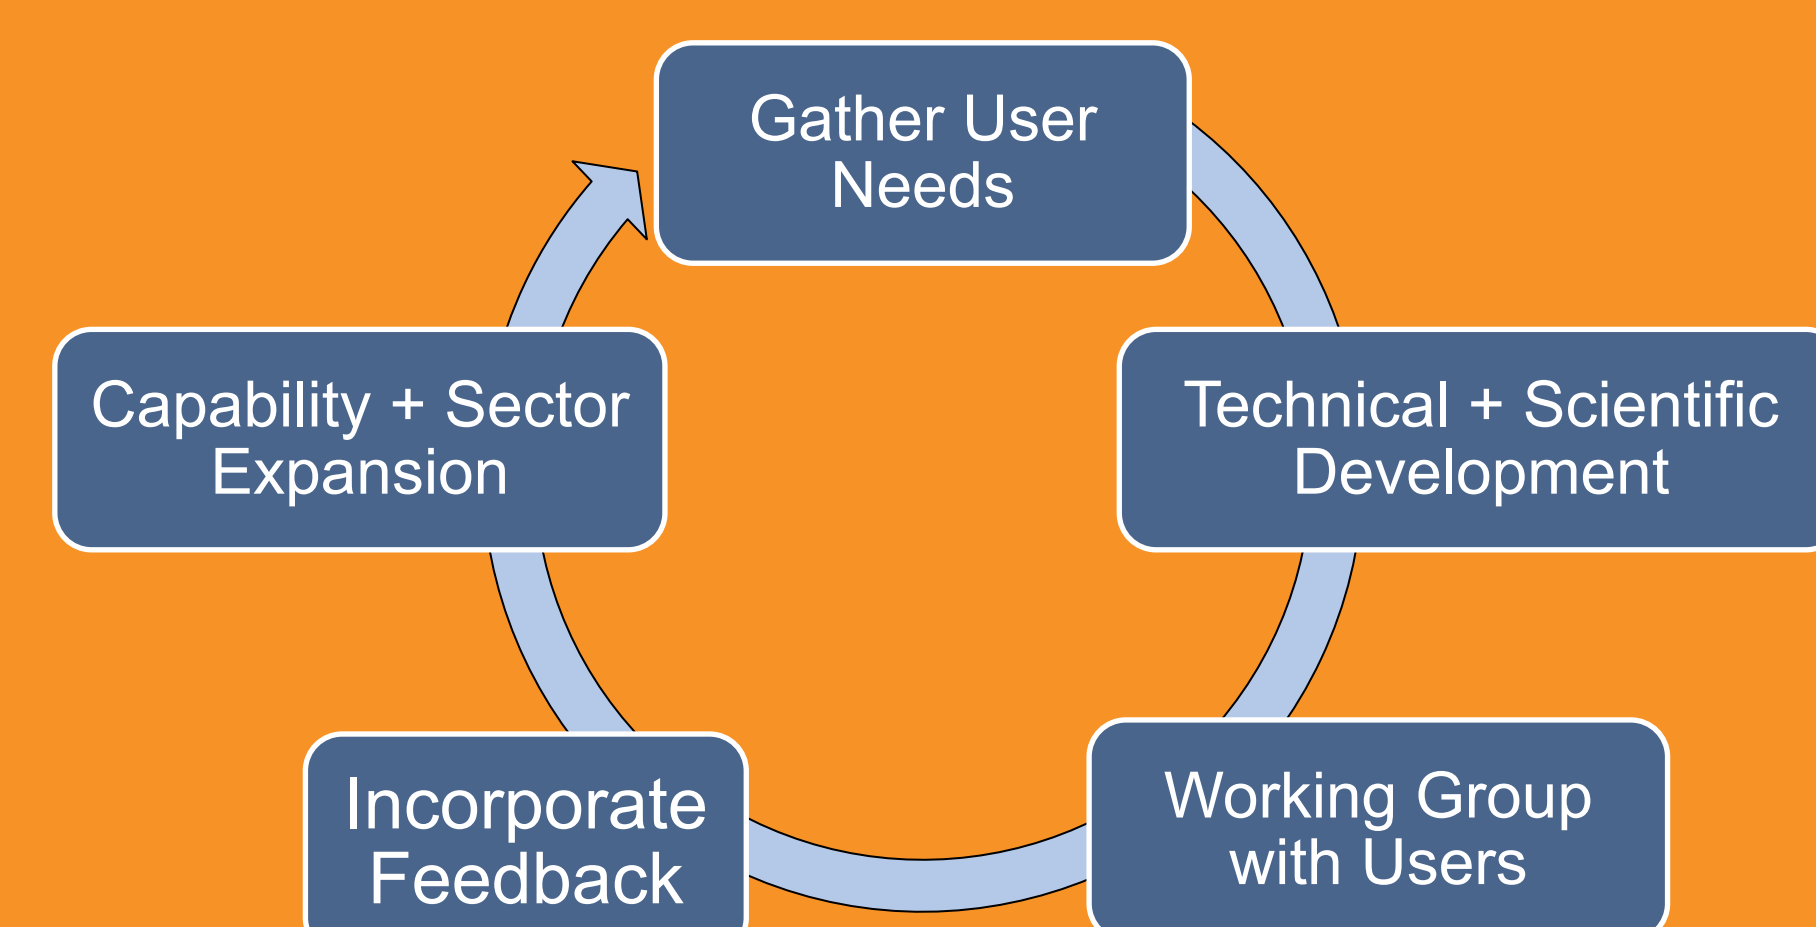 Gather User
Needs
Technical + Scientific
Development
Working Group
with Users
Incorporate
Feedback
Capability + Sector
Expansion